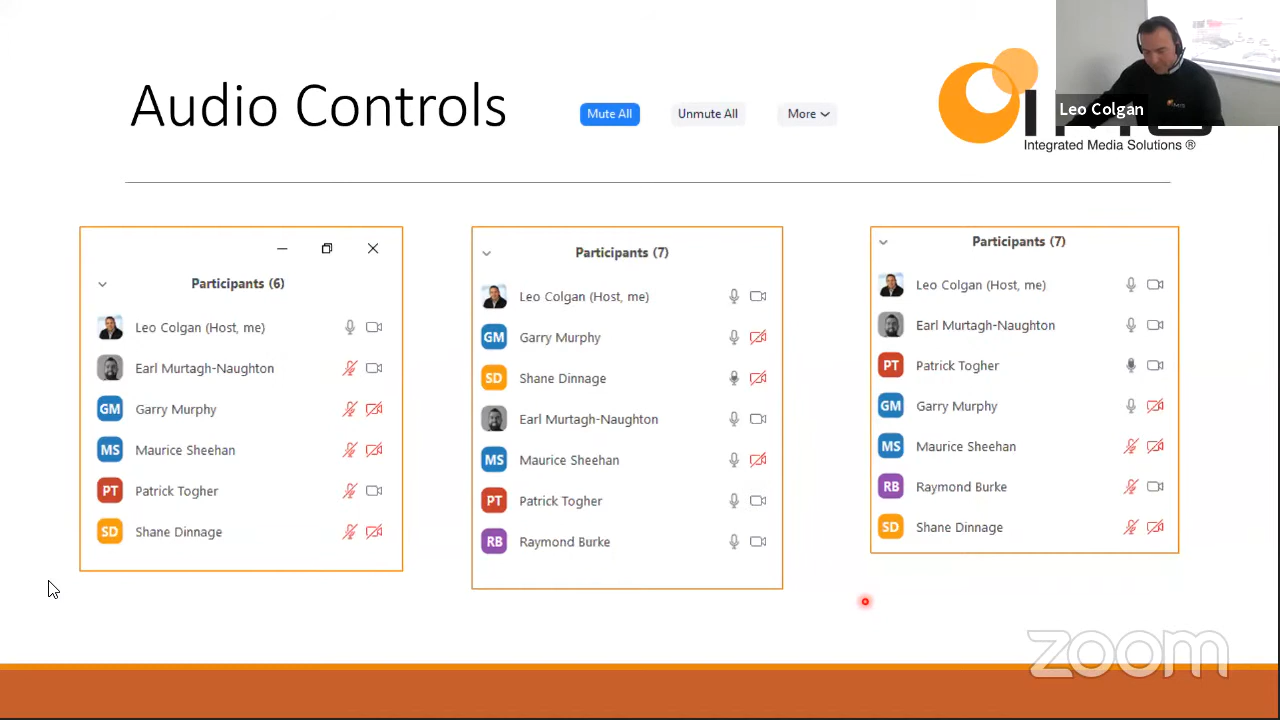 Audio Controls
Mute All
Unmute All
More
Leo Colgan
Integrated Media Solutions ®
Participants (6)
Leo Colgan (Host, me)
Earl Murtagh-Naughton
GM Garry Murphy
MS Maurice Sheehan
PT Patrick Togher
SD Shane Dinnage
Participants (7)
Leo Colgan (Host, me)
GM Garry Murphy
SD Shane Dinnage
Earl Murtagh-Naughton
MS Maurice Sheehan
PT Patrick Togher
RB Raymond Burke
Participants (7)
Leo Colgan (Host, me)
Earl Murtagh-Naughton
PT Patrick Togher
GM Garry Murphy
MS Maurice Sheehan
RB Raymond Burke
SD Shane Dinnage
zoom